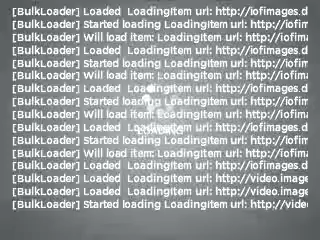 [BulkLoader] Loaded LoadingItem url: http://iofimages.d
[BulkLoader] Started loading LoadingItem url: http://iofim
[BulkLoader] Will load item: LoadingItem url: http://iofima
[BulkLoader] Loaded LoadingItem url: http://iofimages.d
[BulkLoader] Started loading LoadingItem url: http://iofim
[BulkLoader] Will load item: LoadingItem url: http://iofima
[BulkLoader] Loaded LoadingItem url: http://iofimages.d
[BulkLoader] Started loading LoadingItem url: http://iofim
[BulkLoader] Will load item: LoadingItem url: http://iofima
[BulkLoader] Loaded LoadingItem url: http://iofimages.d
LOADING
[BulkLoader] Started loading LoadingItem url: http://iofim
[BulkLoader] Will load item: LoadingItem url: http://iofima
[BulkLoader] Loaded LoadingItem url: http://iofimages.d
[BulkLoader] Loaded LoadingItem url: http://video.image
[BulkLoader] Loaded LoadingItem url: http://video.image
[BulkLoader] Started loading LoadingItem url: http://vide